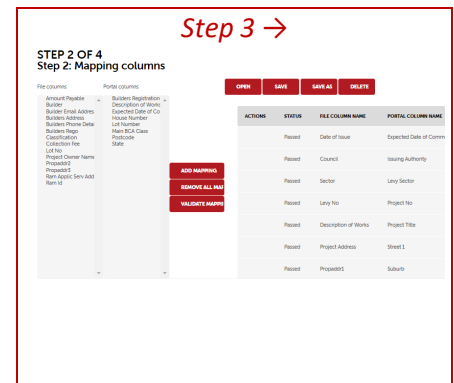 Step 3 →
STEP 2 OF 4
Step 2: Mapping columns
File columns
Amount Payable
Builder
Builder Email Addres
Builders Address
Builders Phone Detai
Builders Rego
Classification
Collection Fee
Lot No
Project Owner Name
Propaddr2
Propaddr3
Ram Applic Serv Add
Ram Id
Portal columns
Builders Registration
Description of Works
Expected Date of Co
House Number
Lot Number
Main BCA Class
Postcode
State
ADD MAPPING
REMOVE ALL MAP
VALIDATE MAPPI
OPEN SAVE SAVE AS DELETE
ACTIONS STATUS FILE COLUMN NAME PORTAL COLUMN NAME
Passed Date of Issue Expected Date of Comm
Passed Council Issuing Authority
Passed Sector Levy Sector
Passed Levy No Project No
Passed Description of Works Project Title
Passed Project Address Street 1
Passed Propaddr1 Suburb